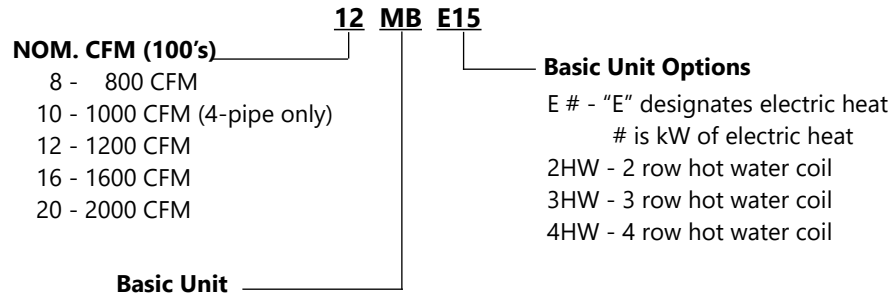 12 MB E15
NOM. CFM (100's)
8 - 800 CFM
10 - 1000 CFM (4-pipe only)
12 - 1200 CFM
16 - 1600 CFM
20 - 2000 CFM
Basic Unit
Basic Unit Options
E # - “E” designates electric heat
# is kW of electric heat
2HW - 2 row hot water coil
3HW - 3 row hot water coil
4HW - 4 row hot water coil